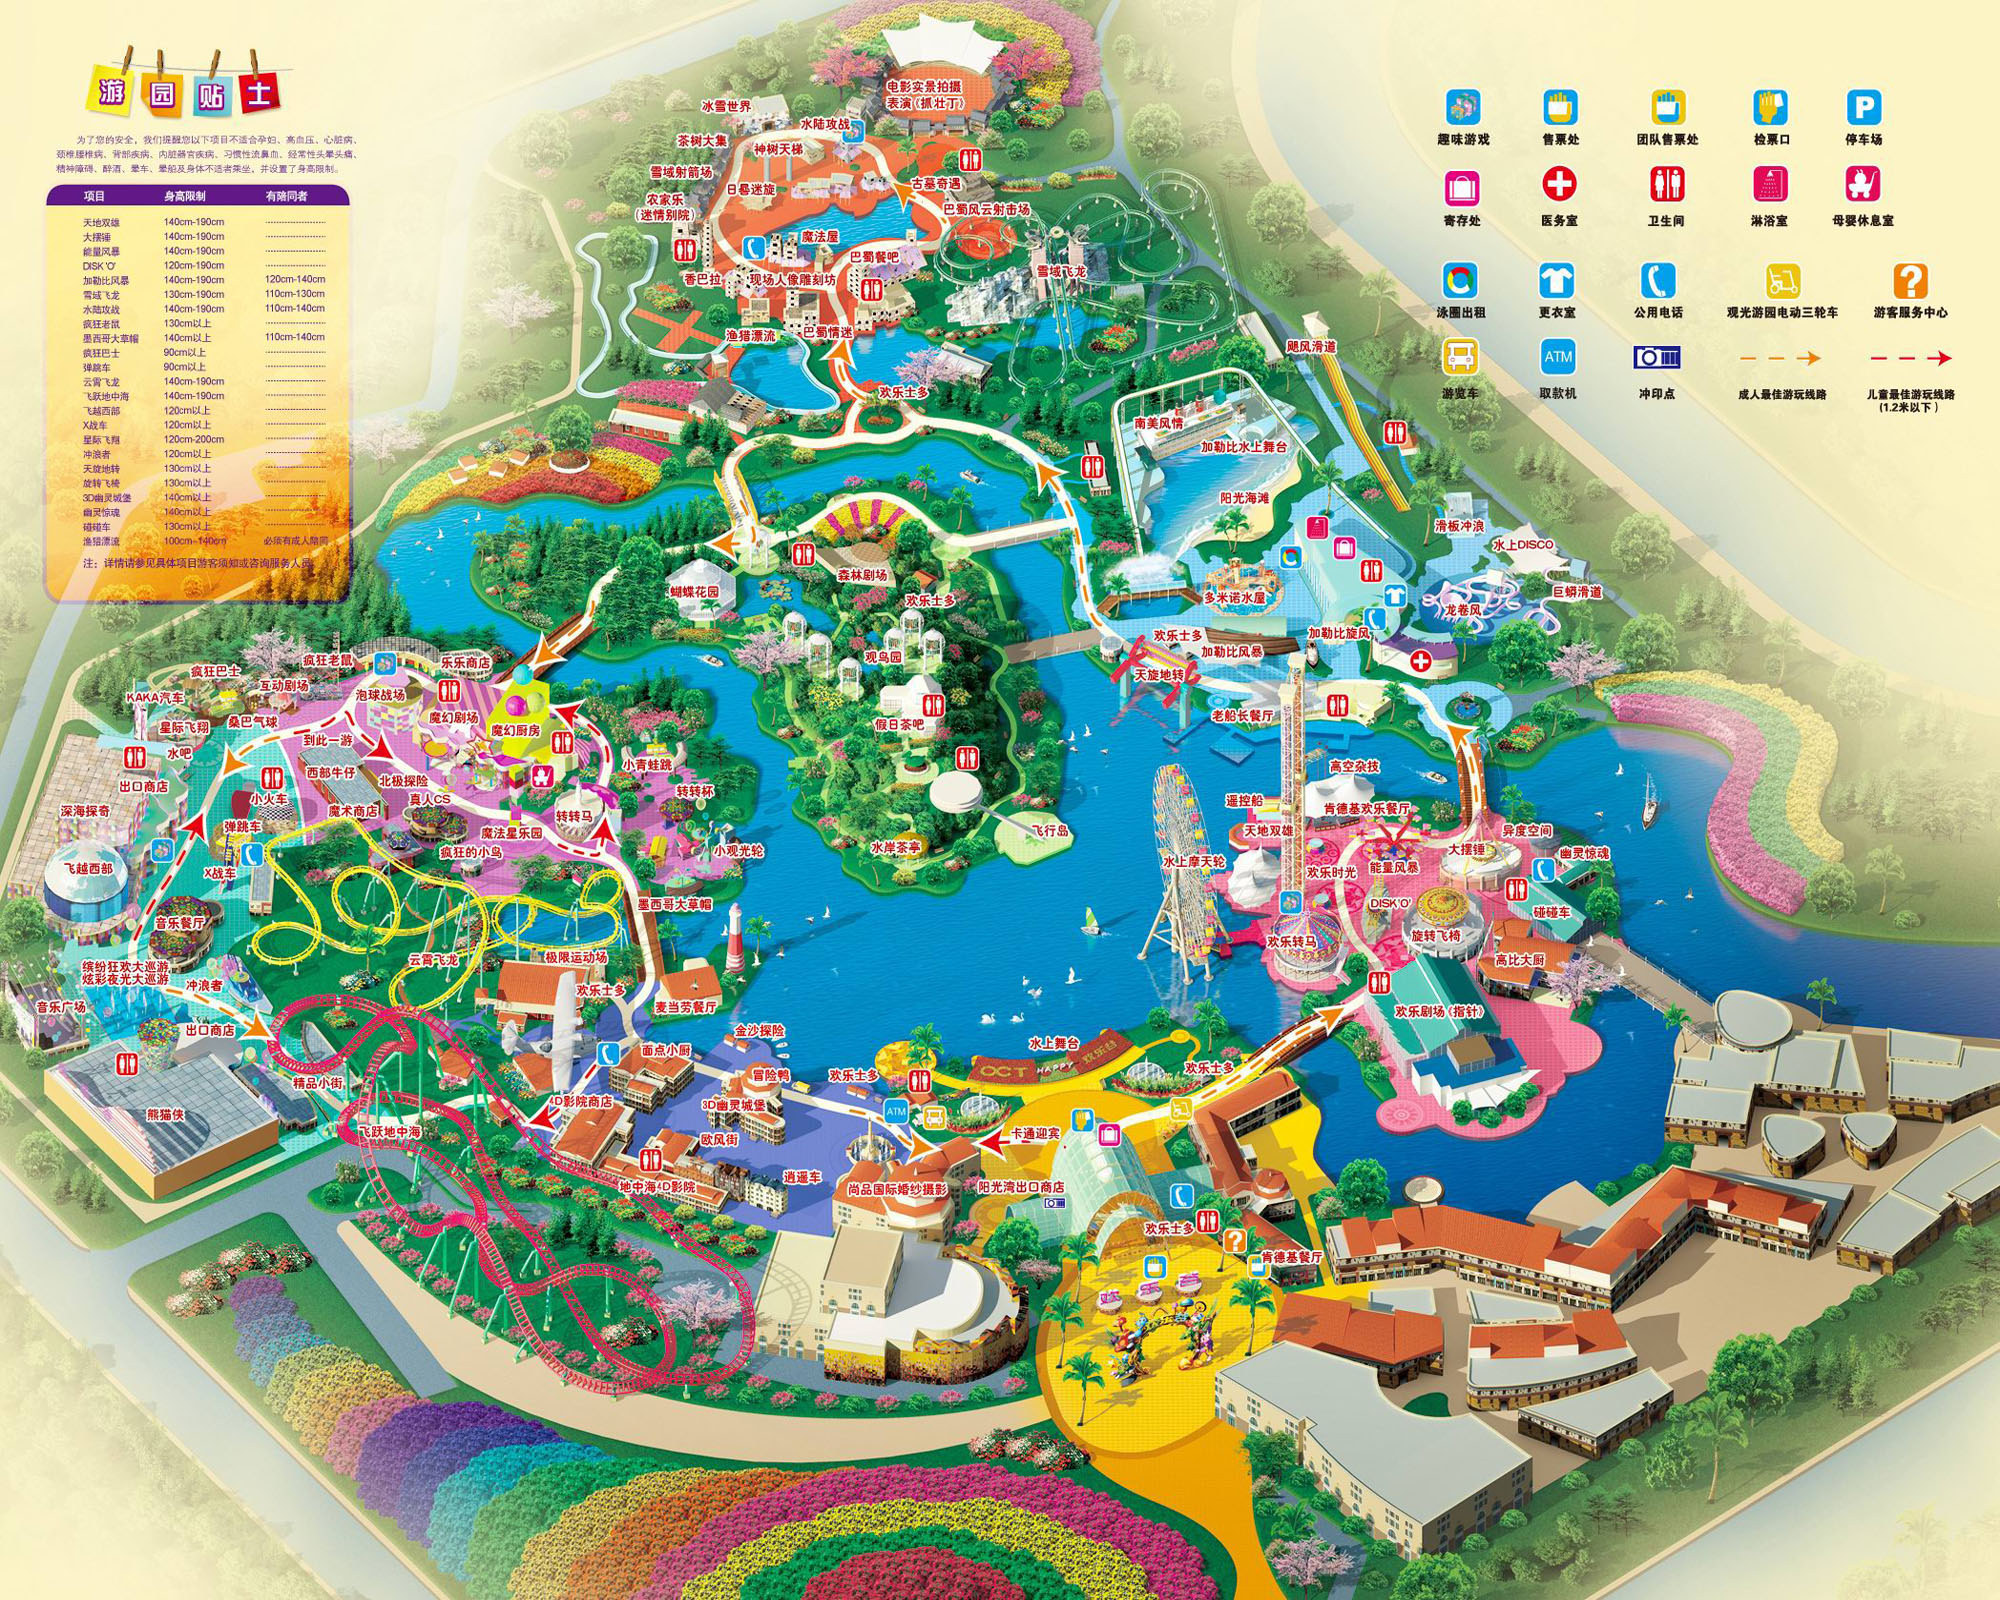 游园贴士
为了您的安全，我们提醒您以下项目不适合孕妇、高血压、心脏病、
颈椎腰椎病、背部疾病、内脏器官疾病、习惯性流鼻血、经常性头晕头痛、
精神障碍、醉酒、晕车、晕船及身体不适者乘坐，并设置了身高限制。
项目 身高限制 有陪同者
天地双雄 140cm-190cm
大摆锤 140cm-190cm
能量风暴 140cm-190cm
DISK 'O' 120cm-190cm
加勒比风暴 140cm-190cm 120cm-140cm
雪域飞龙 130cm-190cm 110cm-130cm
水陆攻战 140cm-190cm 110cm-140cm
疯狂老鼠 130cm以上
墨西哥大草帽 140cm以上 110cm-140cm
疯狂巴士 90cm以上
弹跳车 90cm以上
云霄飞龙 140cm-190cm
飞跃地中海 140cm-190cm
飞越西部 120cm以上
X战车 120cm以上
星际飞翔 120cm-200cm
冲浪者 120cm以上
天旋地转 130cm以上
旋转飞椅 130cm以上
3D幽灵城堡 140cm以上
幽灵惊魂 140cm以上
碰碰车 130cm以上
渔猎漂流 100cm-140cm 必须有成人陪同
注：详情请参见具体项目游客须知或咨询服务人员
趣味游戏 售票处 团队售票处 检票口 停车场
P
寄存处 医务室 卫生间 淋浴室 母婴休息室
泳圈出租 更衣室 公用电话 观光游园电动三轮车 游客服务中心
?
ATM
游览车 取款机 冲印点 成人最佳游玩线路 儿童最佳游玩线路
(1.2米以下)
电影实景拍摄
表演《抓壮丁》
冰雪世界
水陆攻战
茶树大集
神树天梯
雪域射箭场
日晷迷旋
古墓奇遇
农家乐
(迷情别院)
巴蜀风云射击场
魔法屋
巴蜀餐吧
香巴拉
现场人像雕刻坊
雪域飞龙
渔猎漂流
巴蜀情迷
飓风滑道
欢乐士多
南美风情
加勒比水上舞台
阳光海滩
滑板冲浪
水上DISCO
巨蟒滑道
龙卷风
多米诺水屋
森林剧场
蝴蝶花园
欢乐士多
欢乐士多
加勒比旋风
加勒比风暴
天旋地转
观鸟园
假日茶吧
老船长餐厅
飞行岛
水岸茶亭
疯狂巴士
疯狂老鼠
乐乐商店
KAKA汽车
互动剧场
泡球战场
星际飞翔
桑巴气球
魔幻剧场
魔幻厨房
水吧
到此一游
出口商店
西部牛仔
北极探险
小青蛙跳
小火车
真人CS
转转杯
深海探奇
魔术商店
转转马
弹跳车
魔法星乐园
疯狂的小鸟
小观光轮
飞越西部
X战车
墨西哥大草帽
音乐餐厅
云霄飞龙
极限运动场
缤纷狂欢大巡游
炫彩夜光大巡游
冲浪者
欢乐士多
麦当劳餐厅
音乐广场
出口商店
金沙探险
面点小厨
精品小街
冒险鸭
欢乐士多
熊猫侠
4D影院商店
3D幽灵城堡
ATM
飞跃地中海
欧风街
卡通迎宾
逍遥车
地中海4D影院
尚品国际婚纱摄影
阳光湾出口商店
水上舞台
OCT HAPPY 欢乐谷
欢乐士多
欢乐士多
?
肯德基餐厅
欢乐谷
高空杂技
遥控船
肯德基欢乐餐厅
天地双雄
异度空间
水上摩天轮
大摆锤
幽灵惊魂
欢乐时光
能量风暴
DISK'O'
碰碰车
欢乐转马
旋转飞椅
高比大厨
欢乐剧场《指针》